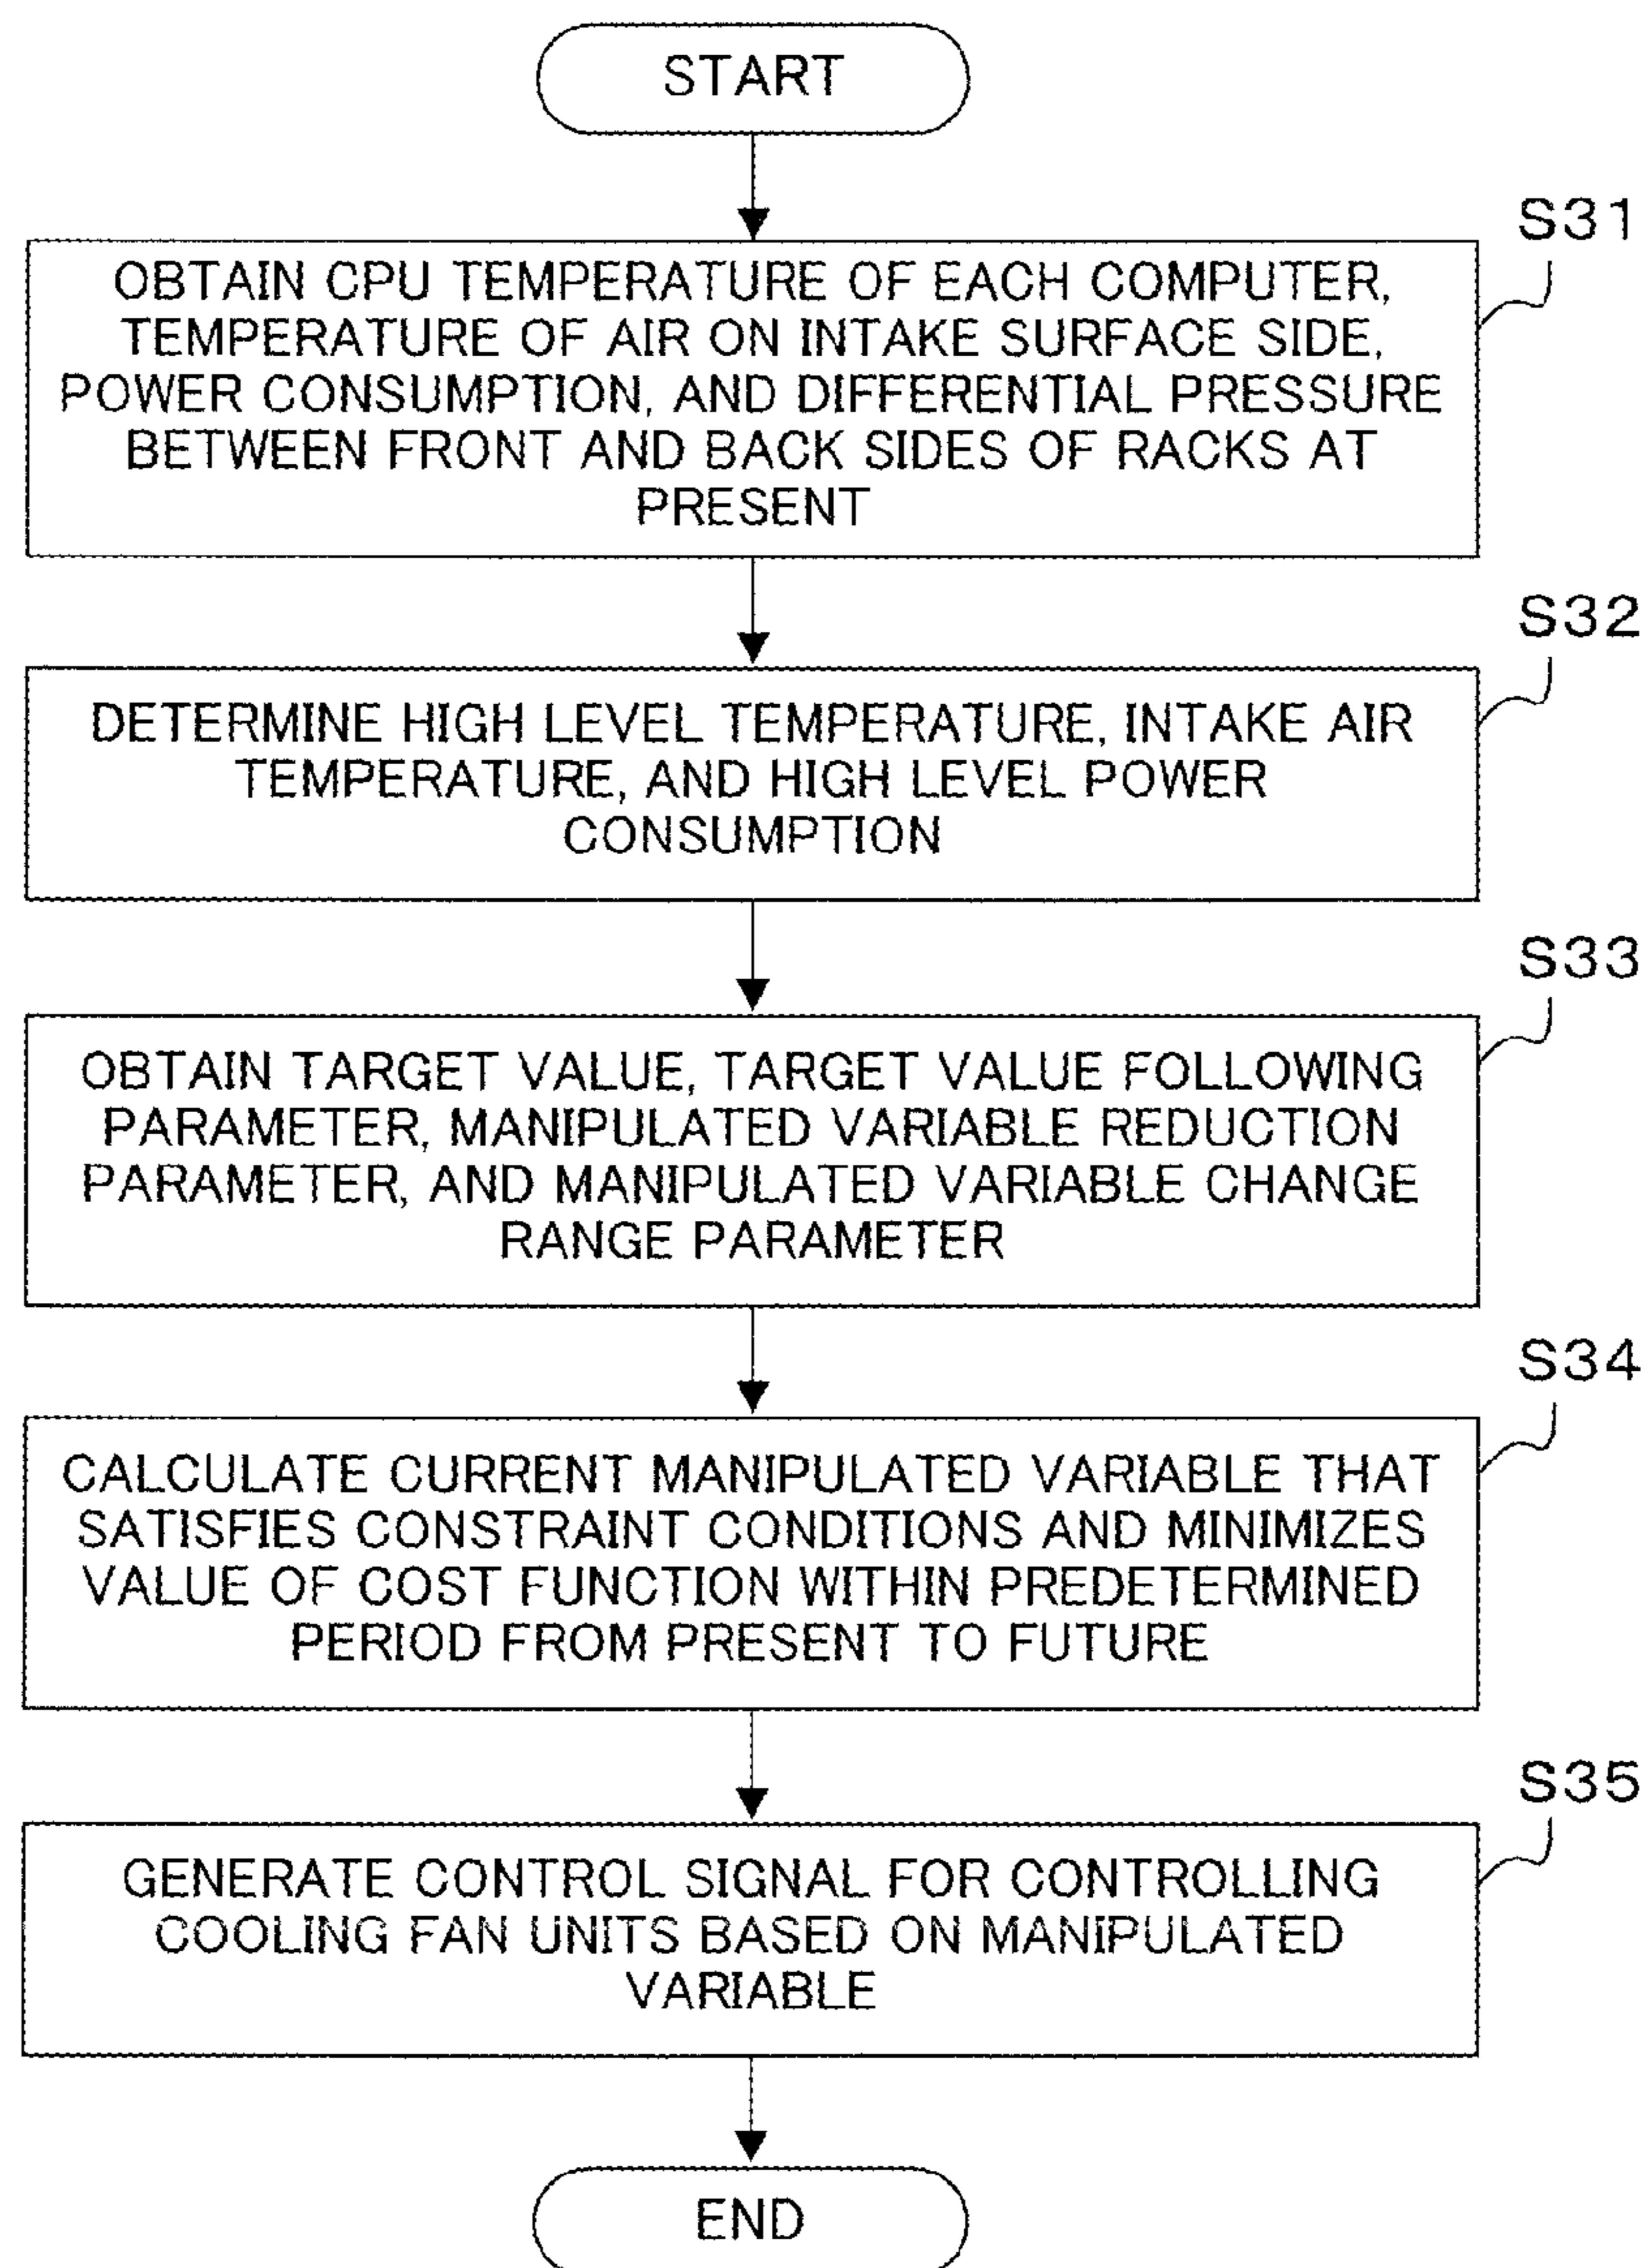 START
S31
OBTAIN CPU TEMPERATURE OF EACH COMPUTER,
TEMPERATURE OF AIR ON INTAKE SURFACE SIDE,
POWER CONSUMPTION, AND DIFFERENTIAL PRESSURE
BETWEEN FRONT AND BACK SIDES OF RACKS AT
PRESENT
S32
DETERMINE HIGH LEVEL TEMPERATURE, INTAKE AIR
TEMPERATURE, AND HIGH LEVEL POWER
CONSUMPTION
S33
OBTAIN TARGET VALUE, TARGET VALUE FOLLOWING
PARAMETER, MANIPULATED VARIABLE REDUCTION
PARAMETER, AND MANIPULATED VARIABLE CHANGE
RANGE PARAMETER
S34
CALCULATE CURRENT MANIPULATED VARIABLE THAT
SATISFIES CONSTRAINT CONDITIONS AND MINIMIZES
VALUE OF COST FUNCTION WITHIN PREDETERMINED
PERIOD FROM PRESENT TO FUTURE
S35
GENERATE CONTROL SIGNAL FOR CONTROLLING
COOLING FAN UNITS BASED ON MANIPULATED
VARIABLE
END